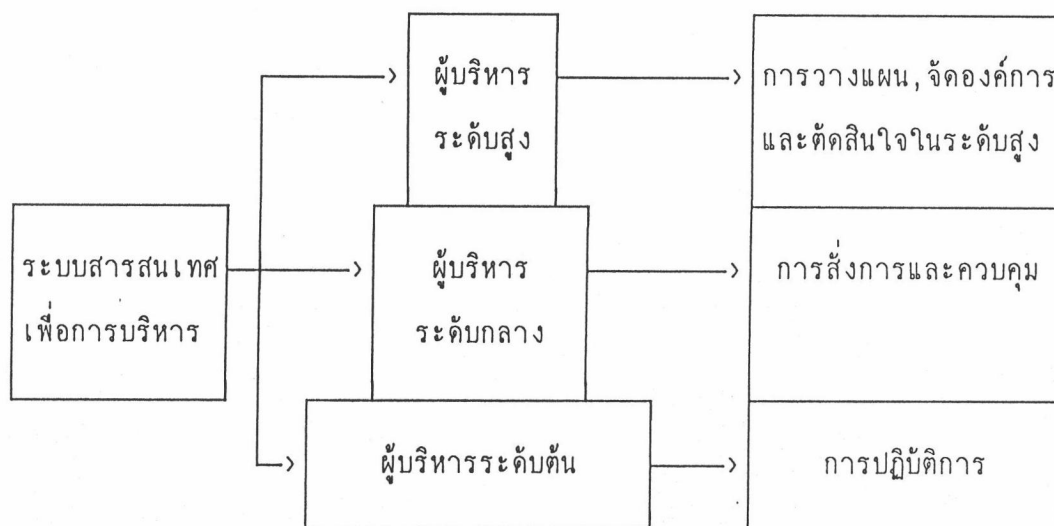 ผู้บริหาร
ระดับสูง
การวางแผน, จัดองค์การ
และตัดสินใจในระดับสูง
ระบบสารสนเทศ
เพื่อการบริหาร
ผู้บริหาร
ระดับกลาง
การสั่งการและควบคุม
ผู้บริหารระดับต้น
การปฏิบัติการ